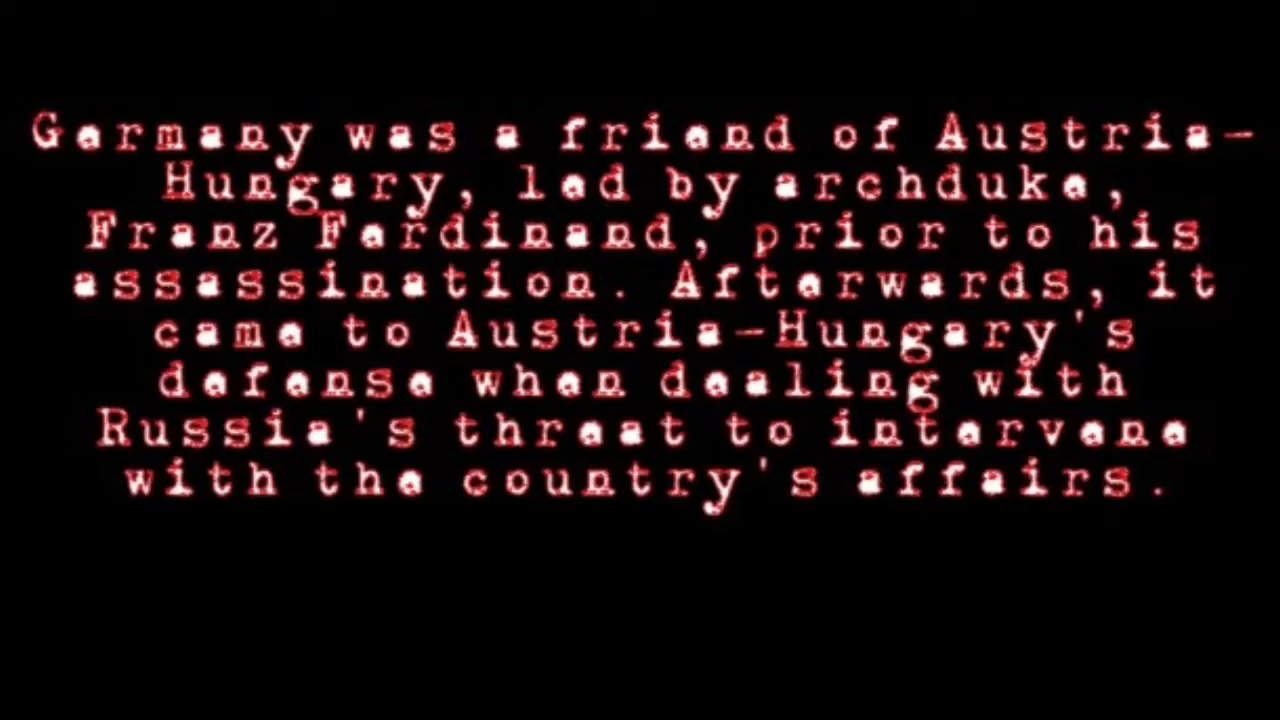 Germany was a friend of Austria-
Hungary, led by archduke,
Franz Ferdinand, prior to his
assassination. Afterwards, it
came to Austria-Hungary's
defense when dealing with
Russia's threat to intervene
with the country's affairs.